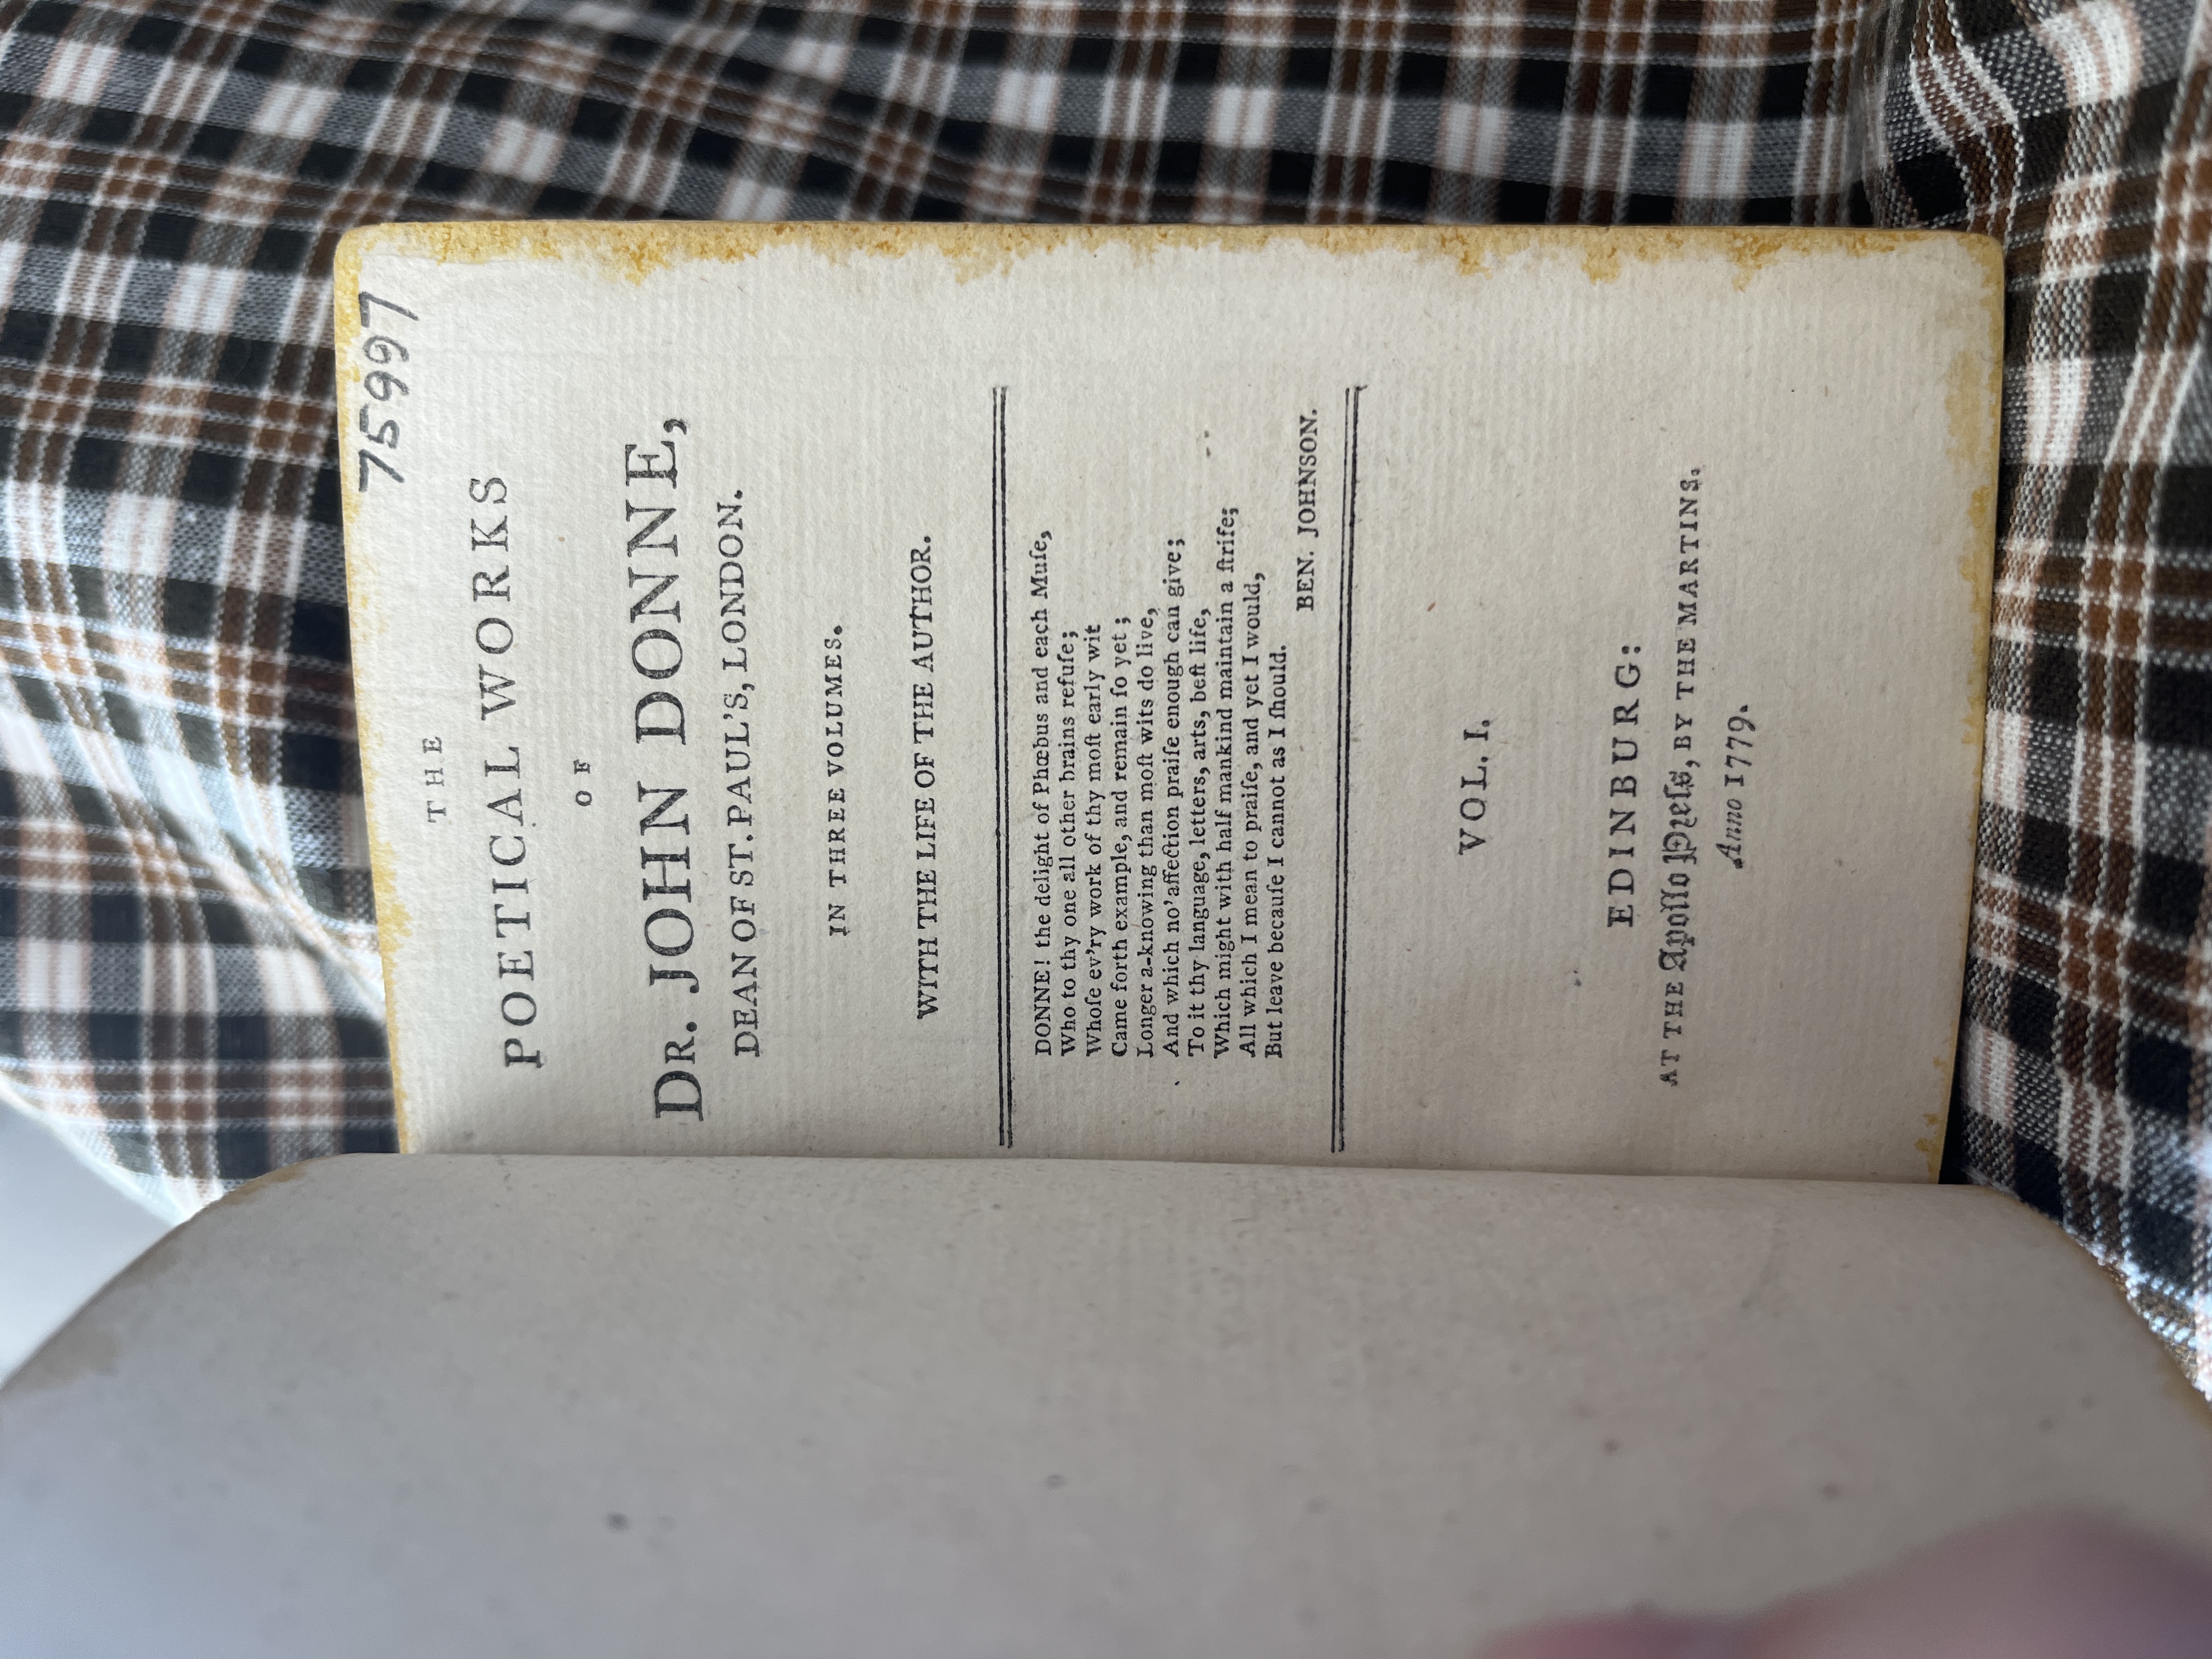 75997
THE
POETICAL WORKS
OF
DR. JOHN DONNE,
DEAN OF ST. PAUL'S, LONDON.
IN THREE VOLUMES.
WITH THE LIFE OF THE AUTHOR.
DONNE! the delight of Phœbus and each Muſe,
Who to thy one all other brains refuſe;
Whoſe ev'ry work of thy moſt early wit
Came forth example, and remain ſo yet;
Longer a-knowing than moſt wits do live,
And which no' affection praiſe enough can give;
To it thy language, letters, arts, beſt life,
Which might with half mankind maintain a ſtrife;
All which I mean to praiſe, and yet I would,
But leave becauſe I cannot as I ſhould.
BEN. JOHNSON.
VOL. I.
EDINBURG:
AT THE Apollo Preſs, BY THE MARTINS.
Anno 1779.